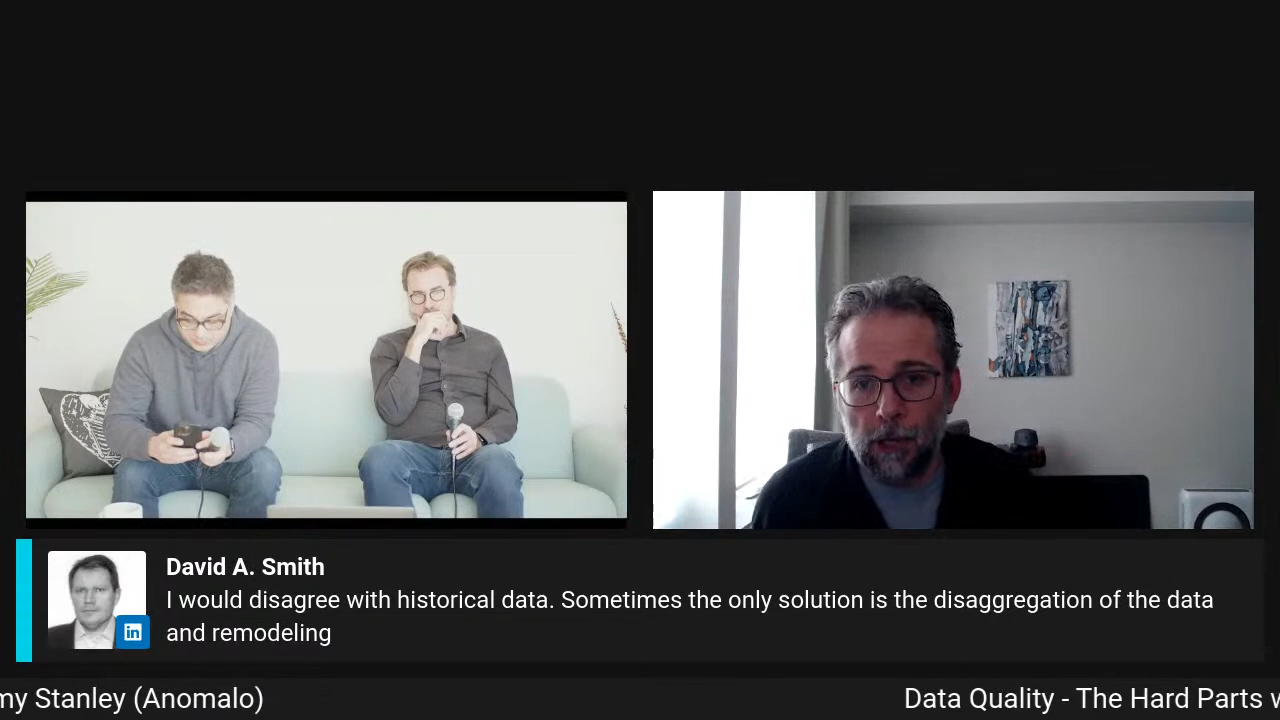 David A. Smith
I would disagree with historical data. Sometimes the only solution is the disaggregation of the data
and remodeling
in
my Stanley (Anomalo)
Data Quality - The Hard Parts w